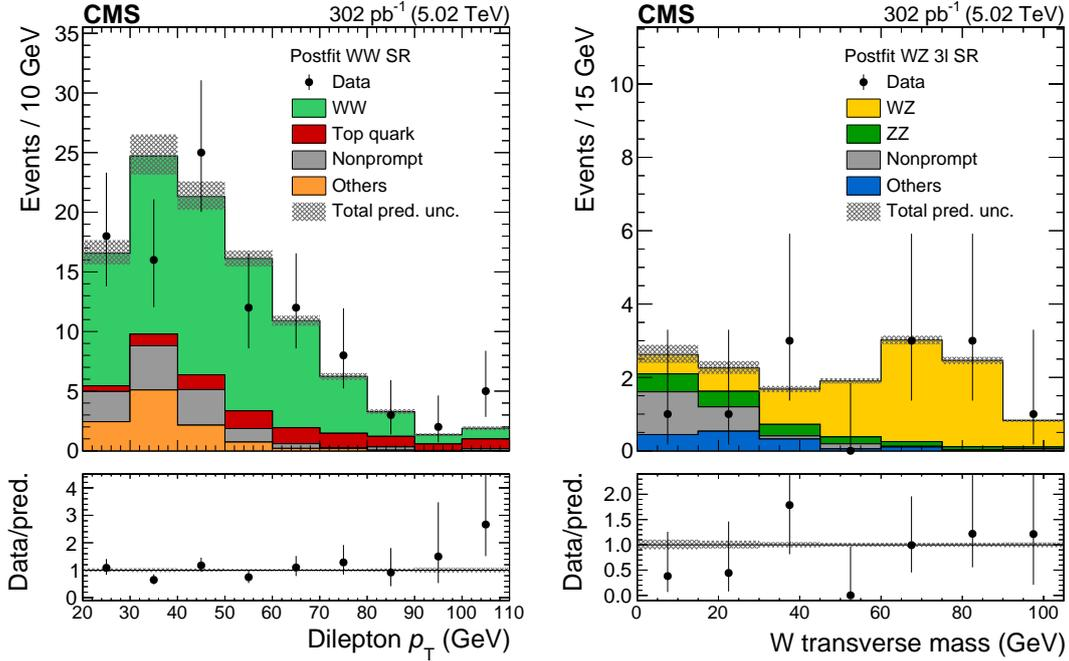 CMS 302 pb⁻¹ (5.02 TeV)
Events / 10 GeV
35
30
25
20
15
10
5
0
Postfit WW SR
Data
WW
Top quark
Nonprompt
Others
Total pred. unc.
Data/pred.
4
3
2
1
0
20 30 40 50 60 70 80 90 100 110
Dilepton p_T (GeV)
CMS 302 pb⁻¹ (5.02 TeV)
Events / 15 GeV
10
8
6
4
2
0
Postfit WZ 3l SR
Data
WZ
ZZ
Nonprompt
Others
Total pred. unc.
Data/pred.
2.0
1.5
1.0
0.5
0.0
0 20 40 60 80 100
W transverse mass (GeV)